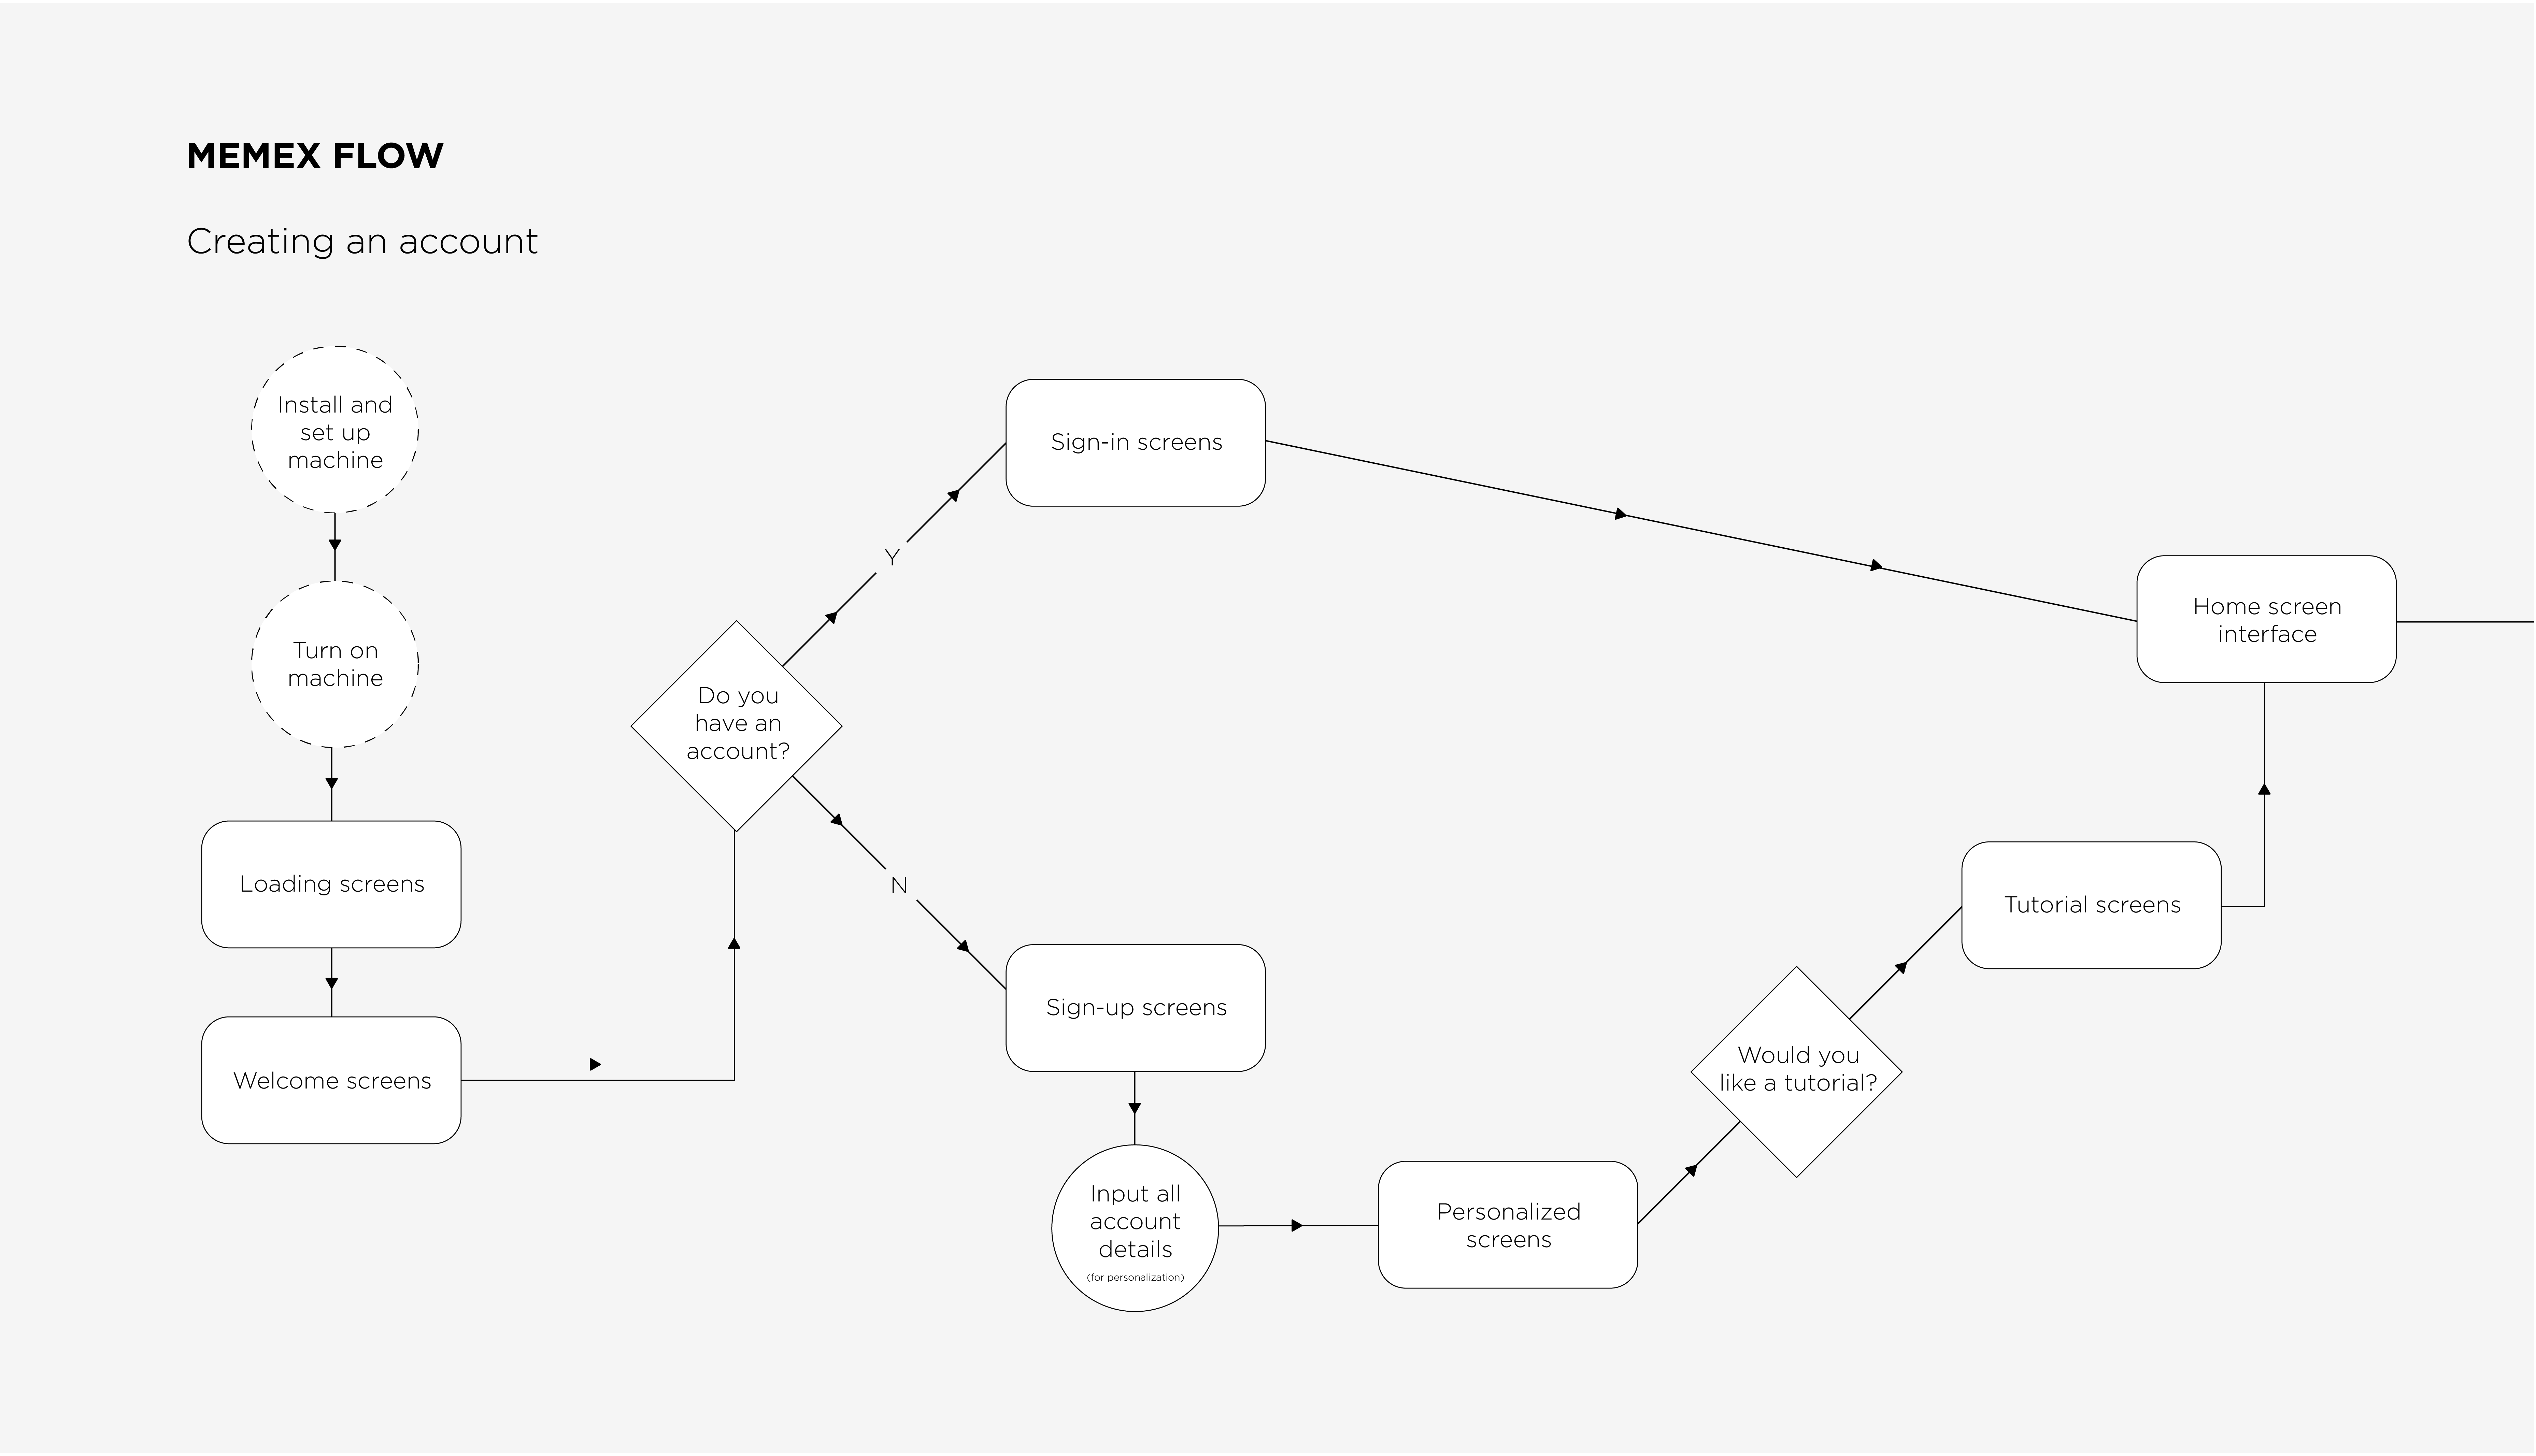 MEMEX FLOW
Creating an account
Install and
set up
machine
Turn on
machine
Loading screens
Welcome screens
Do you
have an
account?
Y
N
Sign-in screens
Sign-up screens
Input all
account
details
(for personalization)
Personalized
screens
Would you
like a tutorial?
Tutorial screens
Home screen
interface